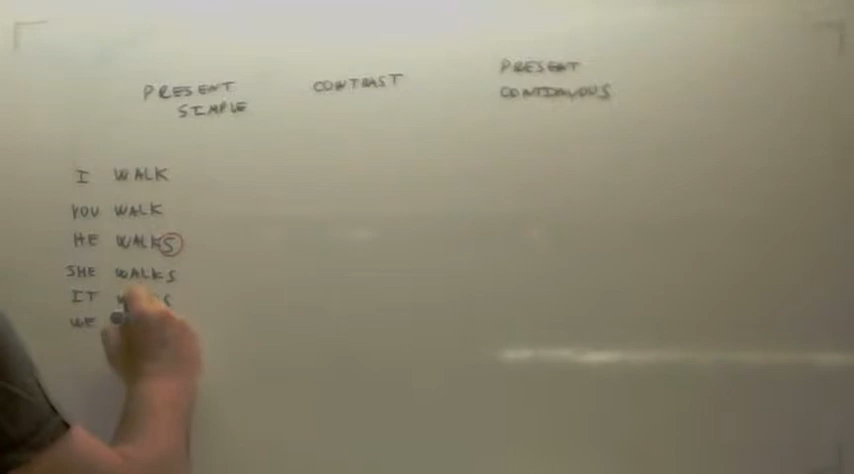 PRESENT SIMPLE
CONTRAST
PRESENT CONTINUOUS
I WALK
YOU WALK
HE WALKS
SHE WALKS
IT
WE